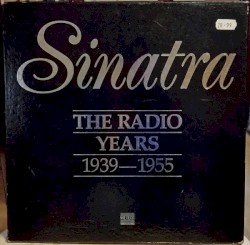 Sinatra
THE RADIO
YEARS
1939—1955